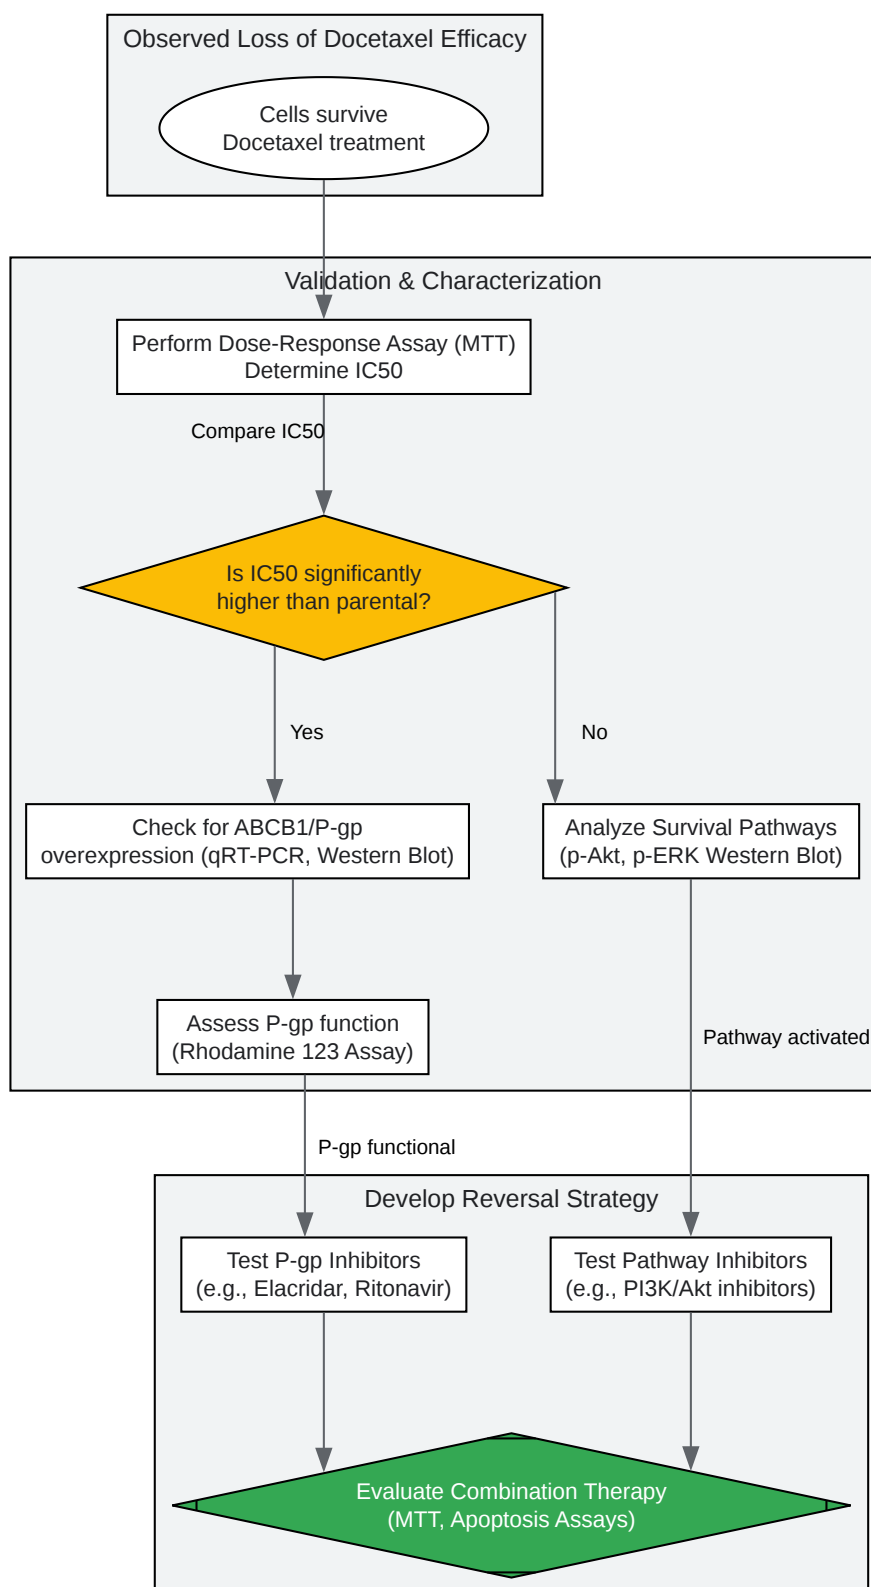 Observed Loss of Docetaxel Efficacy
Cells survive
Docetaxel treatment
Validation & Characterization
Perform Dose-Response Assay (MTT)
Determine IC50
Compare IC50
Is IC50 significantly
higher than parental?
Yes
No
Check for ABCB1/P-gp
overexpression (qRT-PCR, Western Blot)
Analyze Survival Pathways
(p-Akt, p-ERK Western Blot)
Assess P-gp function
(Rhodamine 123 Assay)
Pathway activated
P-gp functional
Develop Reversal Strategy
Test P-gp Inhibitors
(e.g., Elacridar, Ritonavir)
Test Pathway Inhibitors
(e.g., PI3K/Akt inhibitors)
Evaluate Combination Therapy
(MTT, Apoptosis Assays)